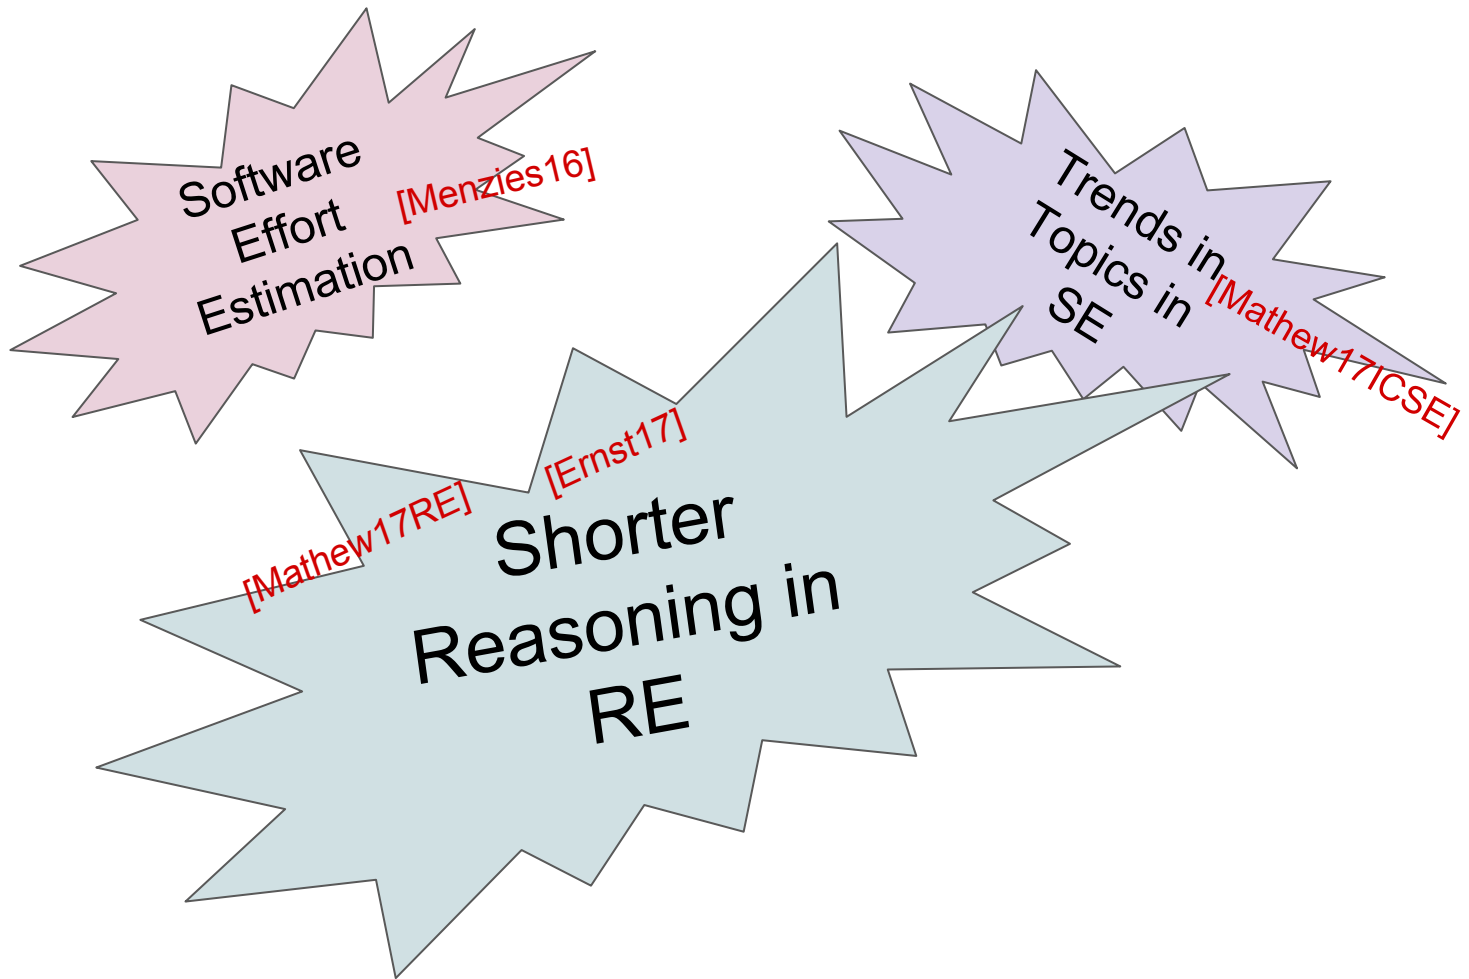 Software
Effort
Estimation
[Menzies16]
Trends in
Topics in
SE
[Mathew17ICSE]
[Mathew17RE]
[Ernst17]
Shorter
Reasoning in
RE